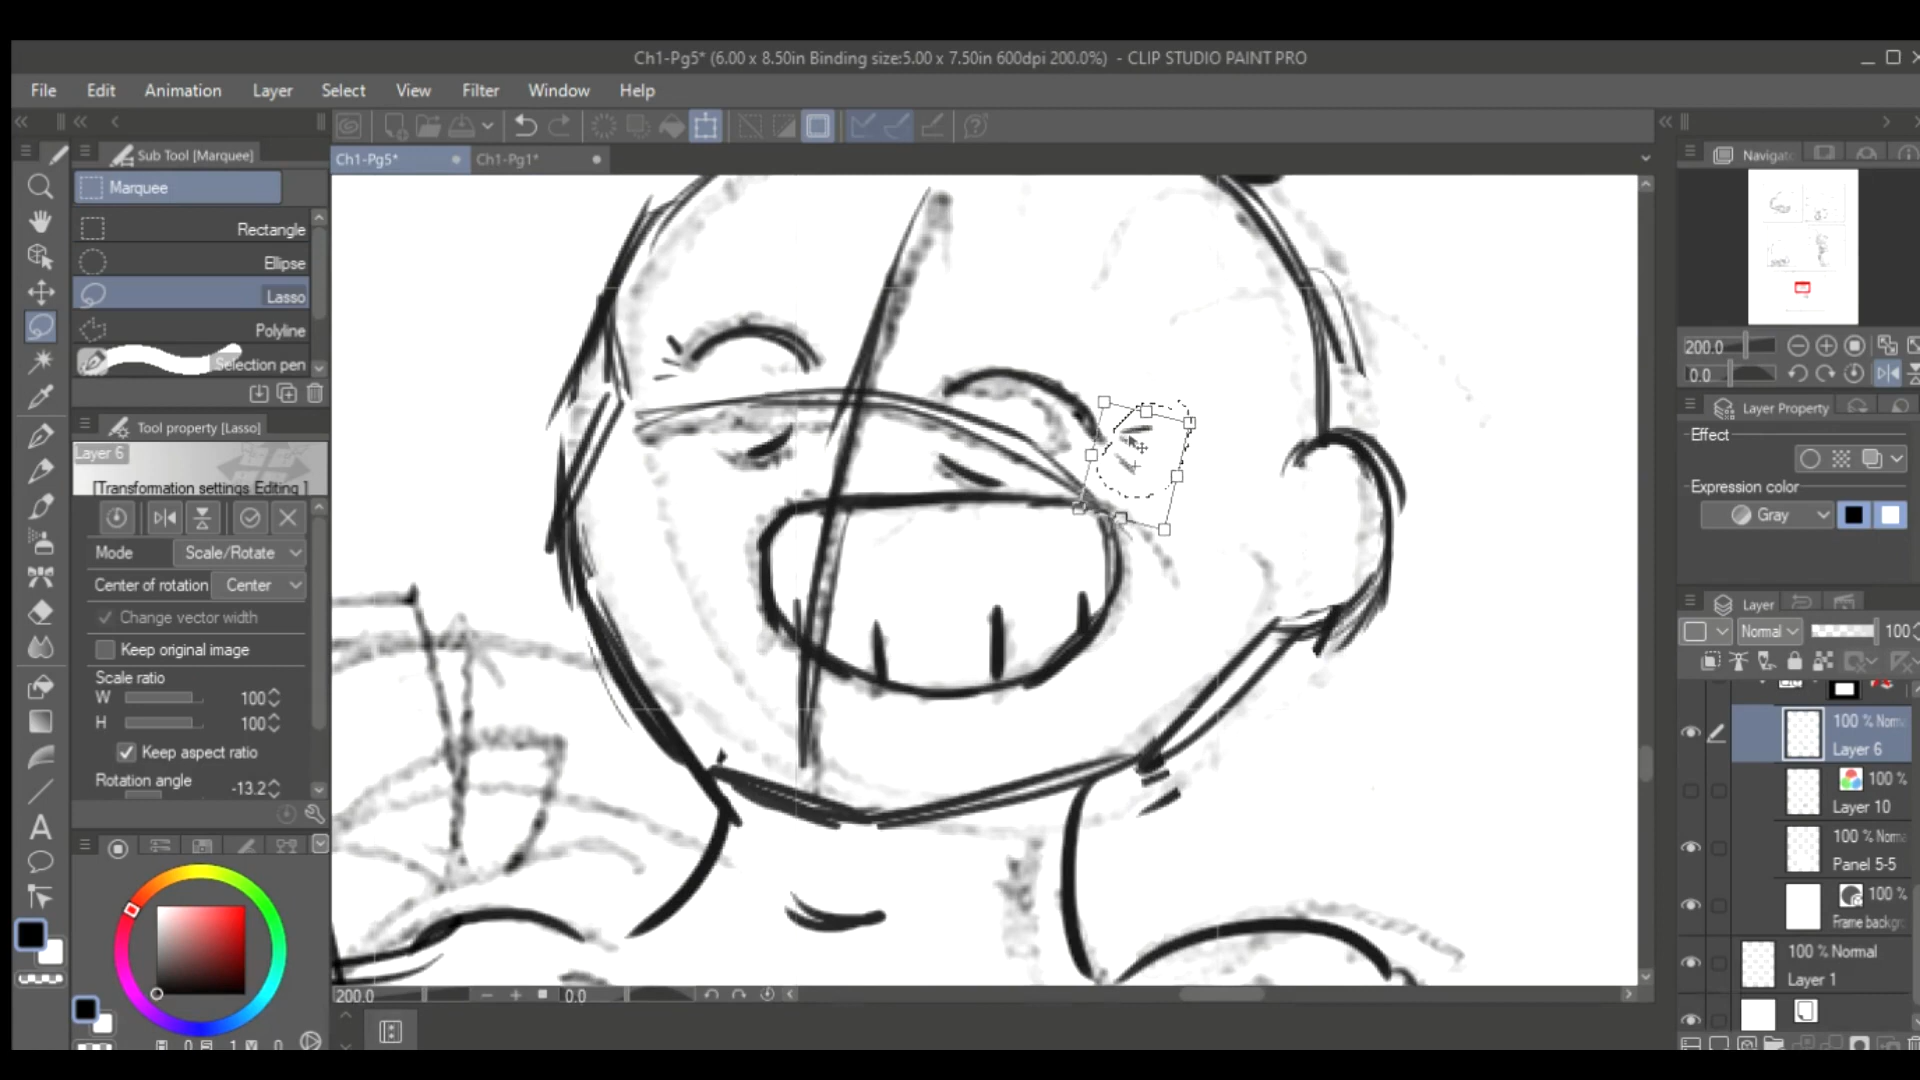 Ch1-Pg5* (6.00 x 8.50in Binding size:5.00 x 7.50in 600dpi 200.0%) - CLIP STUDIO PAINT PRO
File Edit Animation Layer Select View Filter Window Help
Sub Tool [Marquee]
Ch1-Pg5* Ch1-Pg1*
Marquee
Rectangle
Ellipse
Lasso
Polyline
Selection pen
Tool property [Lasso]
Layer 6
[Transformation settings Editing ]
Mode Scale/Rotate
Center of rotation Center
Change vector width
Keep original image
Scale ratio
W 100
H 100
Keep aspect ratio
Rotation angle -13.2
200.0 0.0
Navigator
200.0
0.0
Layer Property
Effect
Expression color
Gray
Layer
Normal 100
100 % Norma
Layer 6
100 %
Layer 10
100 % Norma
Panel 5-5
100 %
Frame backgr
100 % Normal
Layer 1